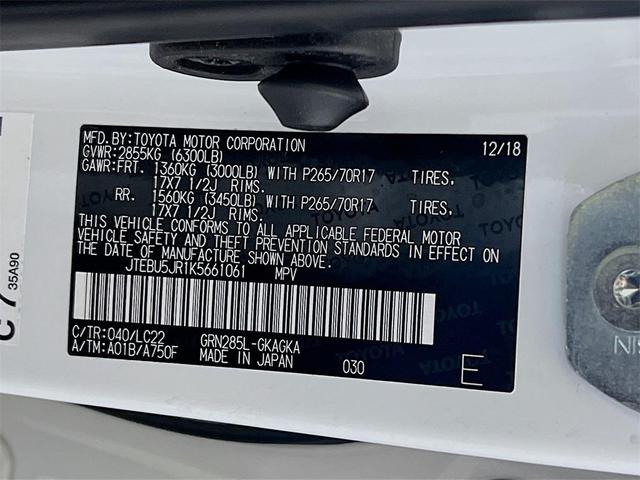 MFD.BY:TOYOTA MOTOR CORPORATION 12/18
GVWR:2855KG (6300LB)
GAWR:FRT. 1360KG (3000LB) WITH P265/70R17 TIRES,
17X7 1/2J RIMS.
RR. 1560KG (3450LB) WITH P265/70R17 TIRES,
17X7 1/2J RIMS.
THIS VEHICLE CONFORMS TO ALL APPLICABLE FEDERAL MOTOR
VEHICLE SAFETY AND THEFT PREVENTION STANDARDS IN EFFECT ON
THE DATE OF MANUFACTURE SHOWN ABOVE.
JTEBU5JR1K5661061 MPV
C/TR:040/LC22 GRN285L-GKAGKA
A/TM:A01B/A750F MADE IN JAPAN 030 E
35A90